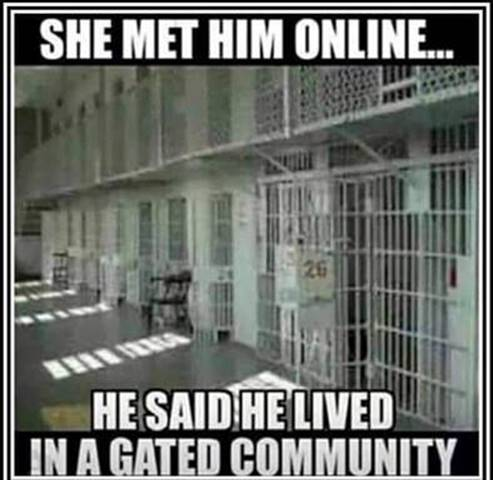 SHE MET HIM ONLINE...
26
HE SAID HE LIVED
IN A GATED COMMUNITY